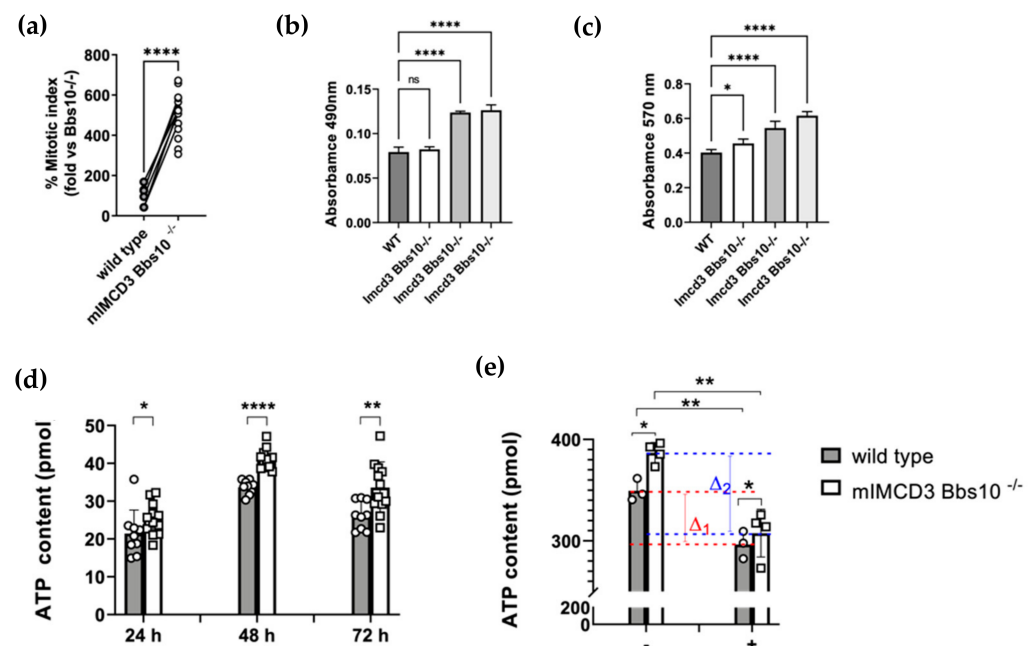 (a)
800
600
400
200
0
% Mitotic index
(fold vs Bbs10-/-)
****
wild type
mIMCD3 Bbs10 -/-
(b)
****
****
ns
0.15
0.10
0.05
0.00
Absorbamce 490nm
WT
Imcd3 Bbs10-/-
Imcd3 Bbs10-/-
Imcd3 Bbs10-/-
(c)
****
****
*
0.8
0.6
0.4
0.2
0.0
Absorbamce 570 nm
WT
Imcd3 Bbs10-/-
Imcd3 Bbs10-/-
Imcd3 Bbs10-/-
(d)
50
40
30
20
10
0
ATP content (pmol
*
****
**
24 h
48 h
72 h
(e)
**
**
*
*
400
300
200
0
ATP content (pmol)
Δ2
Δ1
-
+
wild type
mIMCD3 Bbs10 -/-